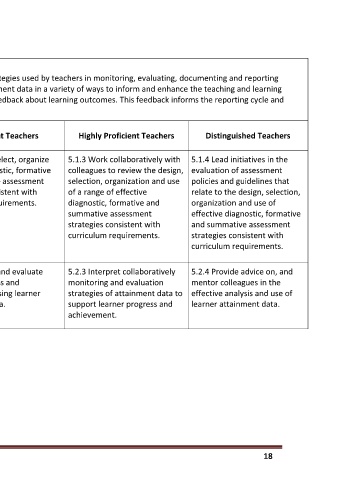 tegies used by teachers in monitoring, evaluating, documenting and reporting
ment data in a variety of ways to inform and enhance the teaching and learning
edback about learning outcomes. This feedback informs the reporting cycle and
t Teachers
Highly Proficient Teachers
Distinguished Teachers
elect, organize
stic, formative
assessment
istent with
uirements.
5.1.3 Work collaboratively with
colleagues to review the design,
selection, organization and use
of a range of effective
diagnostic, formative and
summative assessment
strategies consistent with
curriculum requirements.
5.1.4 Lead initiatives in the
evaluation of assessment
policies and guidelines that
relate to the design, selection,
organization and use of
effective diagnostic, formative
and summative assessment
strategies consistent with
curriculum requirements.
and evaluate
s and
sing learner
a.
5.2.3 Interpret collaboratively
monitoring and evaluation
strategies of attainment data to
support learner progress and
achievement.
5.2.4 Provide advice on, and
mentor colleagues in the
effective analysis and use of
learner attainment data.
18